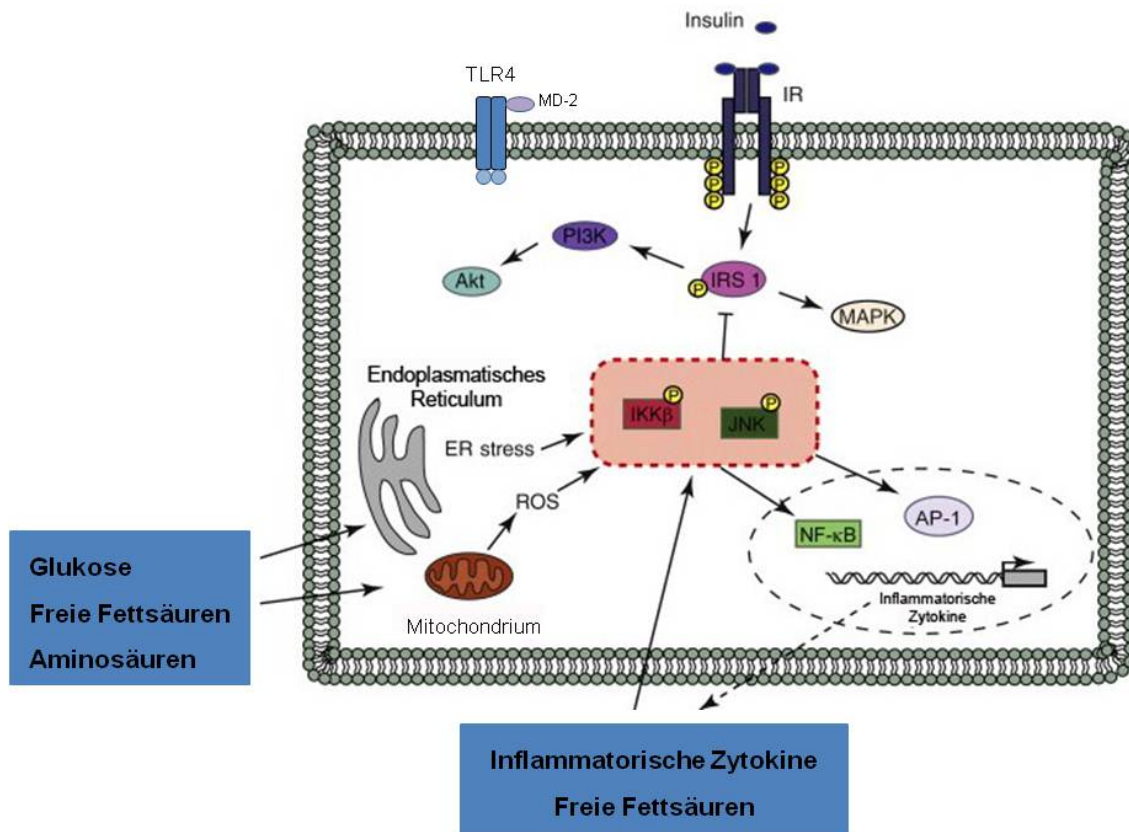 Insulin
TLR4
MD-2
IR
P
P
P
P
P
P
PI3K
Akt
IRS 1
P
MAPK
Endoplasmatisches
Reticulum
P
IKKβ
P
JNK
ER stress
ROS
AP-1
NF-κB
Glukose
Freie Fettsäuren
Aminosäuren
Mitochondrium
Inflammatorische
Zytokine
Inflammatorische Zytokine
Freie Fettsäuren